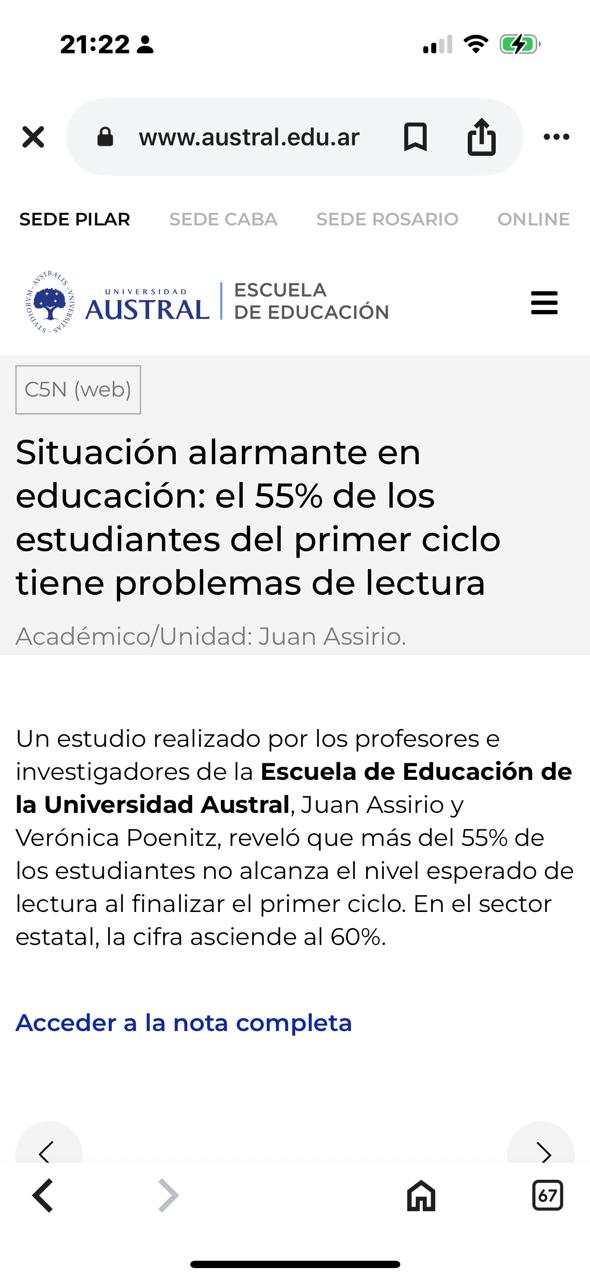 21:22
www.austral.edu.ar
SEDE PILAR SEDE CABA SEDE ROSARIO ONLINE
STVDIORVM · VNIVERSITAS · AVSTRALIS
UNIVERSIDAD
AUSTRAL
ESCUELA
DE EDUCACIÓN
C5N (web)
Situación alarmante en
educación: el 55% de los
estudiantes del primer ciclo
tiene problemas de lectura
Académico/Unidad: Juan Assirio.
Un estudio realizado por los profesores e
investigadores de la Escuela de Educación de
la Universidad Austral, Juan Assirio y
Verónica Poenitz, reveló que más del 55% de
los estudiantes no alcanza el nivel esperado de
lectura al finalizar el primer ciclo. En el sector
estatal, la cifra asciende al 60%.
Acceder a la nota completa
67